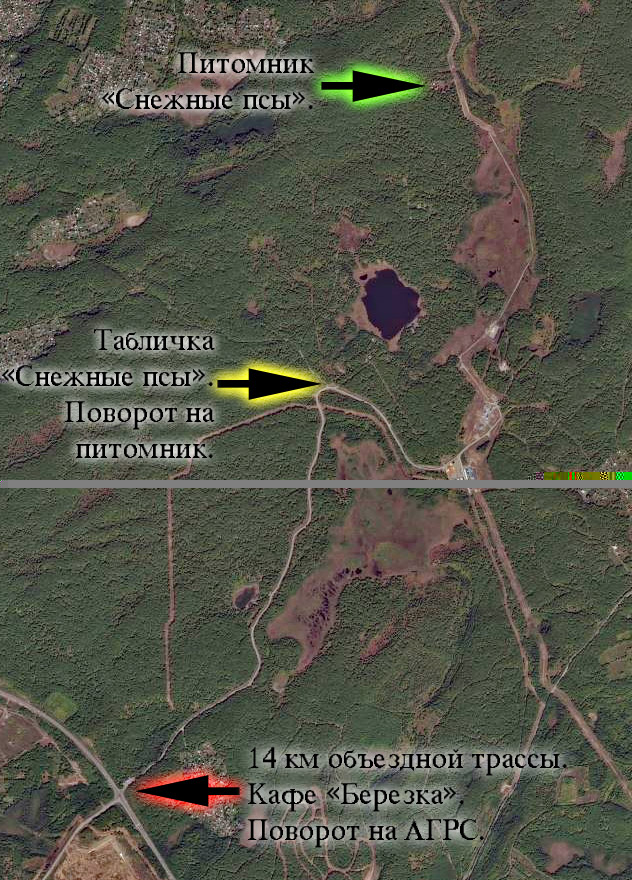 Питомник
«Снежные псы».
Табличка
«Снежные псы».
Поворот на
питомник.
14 км объездной трассы.
Кафе «Березка».
Поворот на АГРС.